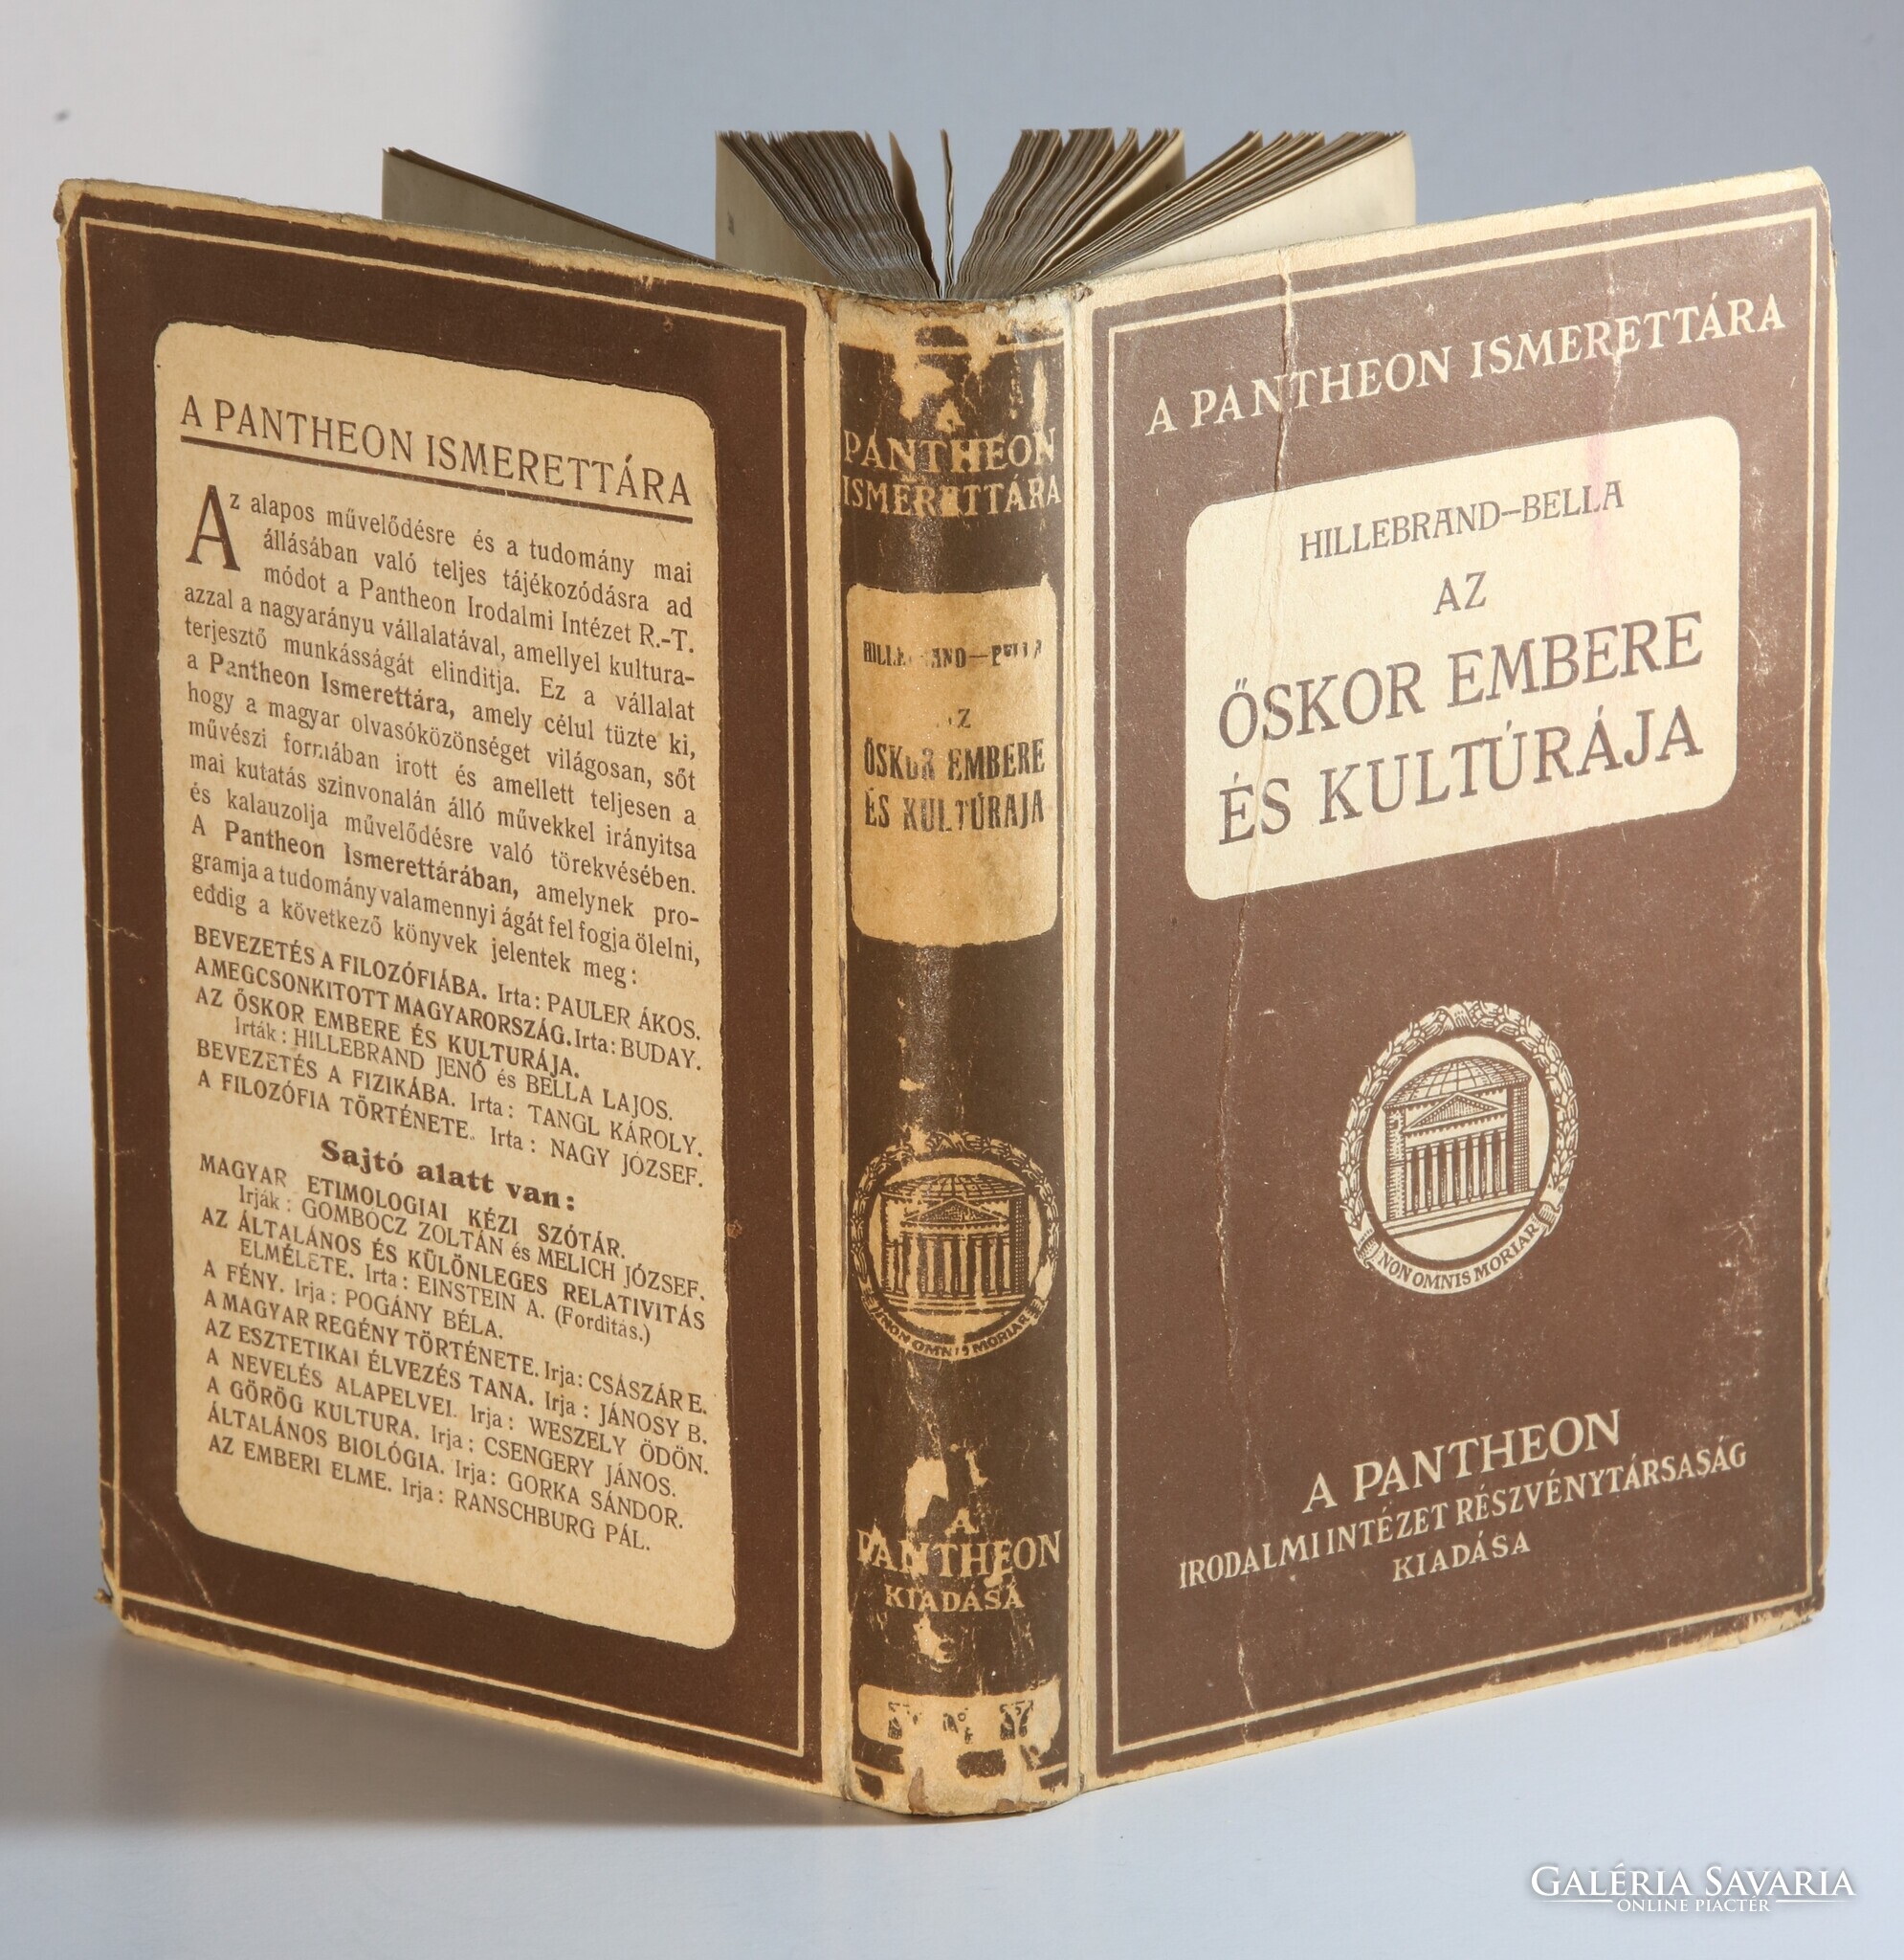 A PANTHEON ISMERETTÁRA
Az alapos művelődésre és a tudomány mai
állásában való teljes tájékozódásra ad
módot a Pantheon Irodalmi Intézet R.-T.
azzal a nagyarányu vállalatával, amellyel kultura-
terjesztő munkásságát elinditja. Ez a vállalat
a Pantheon Ismerettára, amely célul tüzte ki,
hogy a magyar olvasóközönséget világosan, sőt
művészi formában irott és amellett teljesen a
mai kutatás szinvonalán álló művekkel irányitsa
és kalauzolja művelődésre való törekvésében.
A Pantheon Ismerettárában, amelynek pro-
gramja a tudomány valamennyi ágát fel fogja ölelni,
eddig a következő könyvek jelentek meg:
BEVEZETÉS A FILOZÓFIÁBA. Irta: PAULER ÁKOS.
A MEGCSONKITOTT MAGYARORSZÁG. Irta: BUDAY.
AZ ŐSKOR EMBERE ÉS KULTURÁJA.
Irták: HILLEBRAND JENŐ és BELLA LAJOS.
BEVEZETÉS A FIZIKÁBA. Irta: TANGL KÁROLY.
A FILOZÓFIA TÖRTÉNETE. Irta: NAGY JÓZSEF.
Sajtó alatt van:
MAGYAR ETIMOLOGIAI KÉZI SZÓTÁR.
Irják: GOMBOCZ ZOLTÁN és MELICH JÓZSEF.
AZ ÁLTALÁNOS ÉS KÜLÖNLEGES RELATIVITÁS
ELMÉLETE. Irta: EINSTEIN A. (Forditás.)
A FÉNY. Irja: POGÁNY BÉLA.
A MAGYAR REGÉNY TÖRTÉNETE. Irja: CSÁSZÁR E.
AZ ESZTETIKAI ÉLVEZÉS TANA. Irja: JÁNOSY B.
A NEVELÉS ALAPELVEI. Irja: WESZELY ÖDÖN.
A GÖRÖG KULTURA. Irja: CSENGERY JÁNOS.
ÁLTALÁNOS BIOLÓGIA. Irja: GORKA SÁNDOR.
AZ EMBERI ELME. Irja: RANSCHBURG PÁL.
A
PANTHEON
ISMERETTÁRA
ŐSKOR EMBERE
ÉS KULTÚRAJA
NON OMNIS MORIAR
A
PANTHEON
KIADÁSA
A PANTHEON ISMERETTÁRA
HILLEBRAND–BELLA
AZ
ŐSKOR EMBERE
ÉS KULTÚRÁJA
NON OMNIS MORIAR
A PANTHEON
IRODALMI INTÉZET RÉSZVÉNYTÁRSASÁG
KIADÁSA
GALÉRIA SAVARIA
ONLINE PIACTÉR